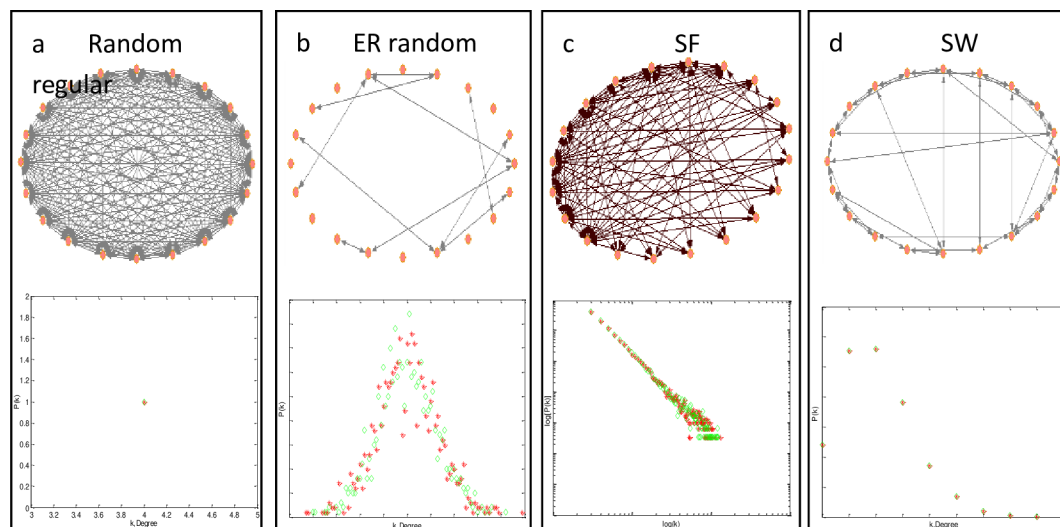 a Random
regular
b ER random
c SF
d SW
2
1.8
1.6
1.4
1.2
1
0.8
0.6
0.4
0.2
0
P(k)
3 3.2 3.4 3.6 3.8 4 4.2 4.4 4.6 4.8 5
k,Degree
P(k)
k,Degree
log[P(k)]
log(k)
P(k)
k,Degree